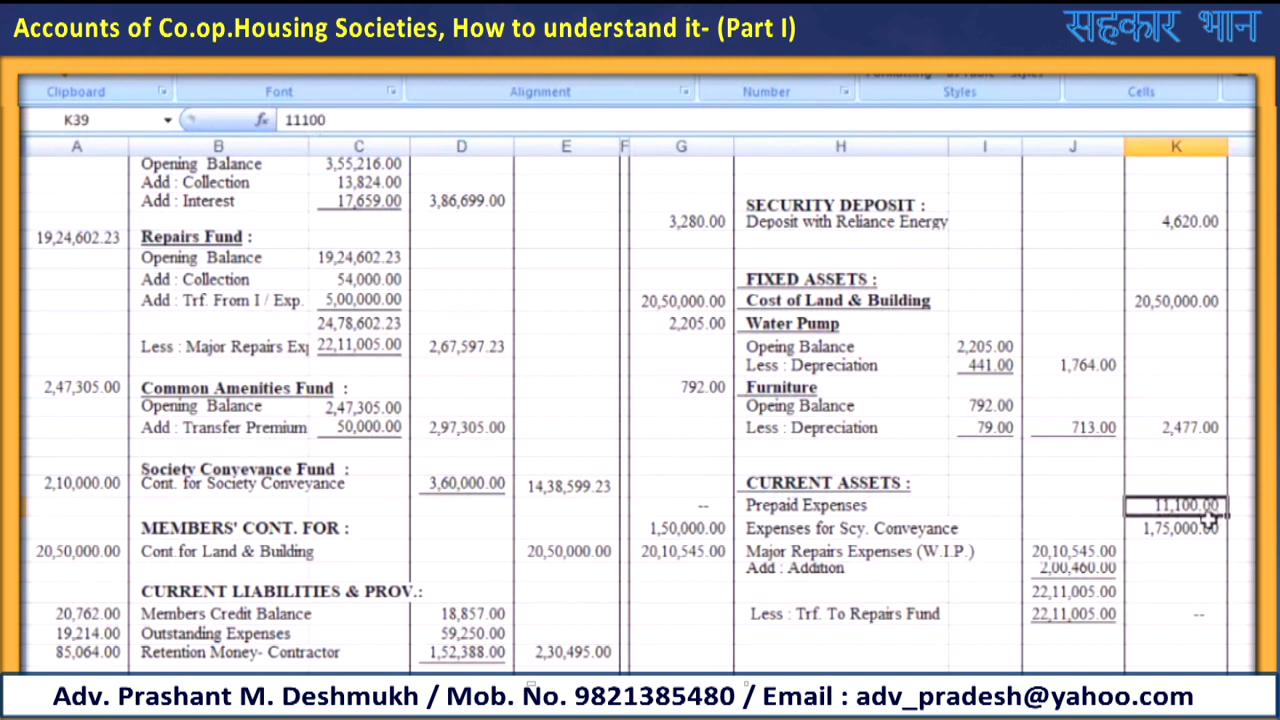 Accounts of Co.op.Housing Societies, How to understand it- (Part I) सहकार भान
Clipboard Font Alignment Number Styles Cells
K39 fx 11100
A B C D E F G H I J K
Opening Balance 3,55,216.00
Add : Collection 13,824.00
Add : Interest 17,659.00 3,86,699.00 SECURITY DEPOSIT :
3,280.00 Deposit with Reliance Energy 4,620.00
19,24,602.23 Repairs Fund :
Opening Balance 19,24,602.23
Add : Collection 54,000.00 FIXED ASSETS :
Add : Trf. From I / Exp. 5,00,000.00 20,50,000.00 Cost of Land & Building 20,50,000.00
24,78,602.23 2,205.00 Water Pump
Less : Major Repairs Exp 22,11,005.00 2,67,597.23 Opeing Balance 2,205.00
Less : Depreciation 441.00 1,764.00
2,47,305.00 Common Amenities Fund : 792.00 Furniture
Opening Balance 2,47,305.00 Opeing Balance 792.00
Add : Transfer Premium 50,000.00 2,97,305.00 Less : Depreciation 79.00 713.00 2,477.00
Society Conveyance Fund :
2,10,000.00 Cont. for Society Conveyance 3,60,000.00 14,38,599.23 CURRENT ASSETS :
-- Prepaid Expenses 11,100.00
MEMBERS' CONT. FOR : 1,50,000.00 Expenses for Scy. Conveyance 1,75,000.00
20,50,000.00 Cont.for Land & Building 20,50,000.00 20,10,545.00 Major Repairs Expenses (W.I.P.) 20,10,545.00
Add : Addition 2,00,460.00
CURRENT LIABILITIES & PROV.: 22,11,005.00
20,762.00 Members Credit Balance 18,857.00 Less : Trf. To Repairs Fund 22,11,005.00 --
19,214.00 Outstanding Expenses 59,250.00
85,064.00 Retention Money- Contractor 1,52,388.00 2,30,495.00
Adv. Prashant M. Deshmukh / Mob. No. 9821385480 / Email : adv_pradesh@yahoo.com